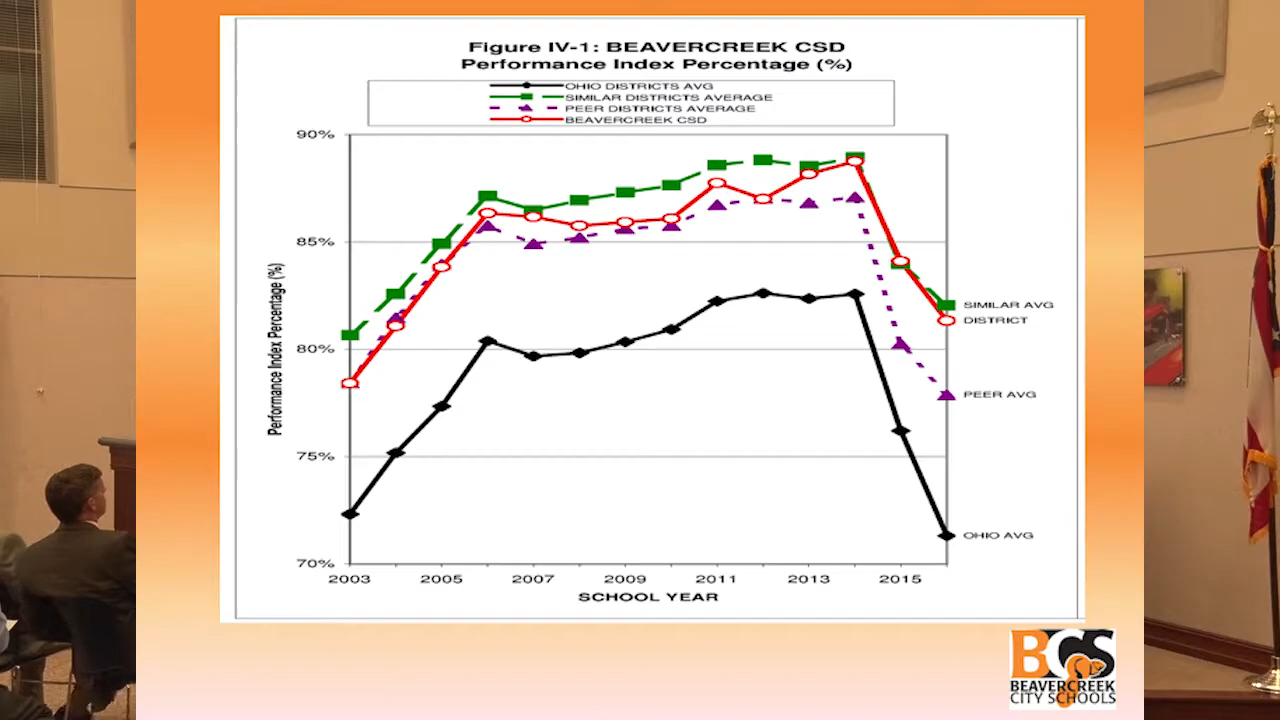 Figure IV-1: BEAVERCREEK CSD
Performance Index Percentage (%)
OHIO DISTRICTS AVG
SIMILAR DISTRICTS AVERAGE
PEER DISTRICTS AVERAGE
BEAVERCREEK CSD
90%
85%
80%
75%
70%
Performance Index Percentage (%)
SIMILAR AVG
DISTRICT
PEER AVG
OHIO AVG
2003 2005 2007 2009 2011 2013 2015
SCHOOL YEAR
BCS
BEAVERCREEK
CITY SCHOOLS